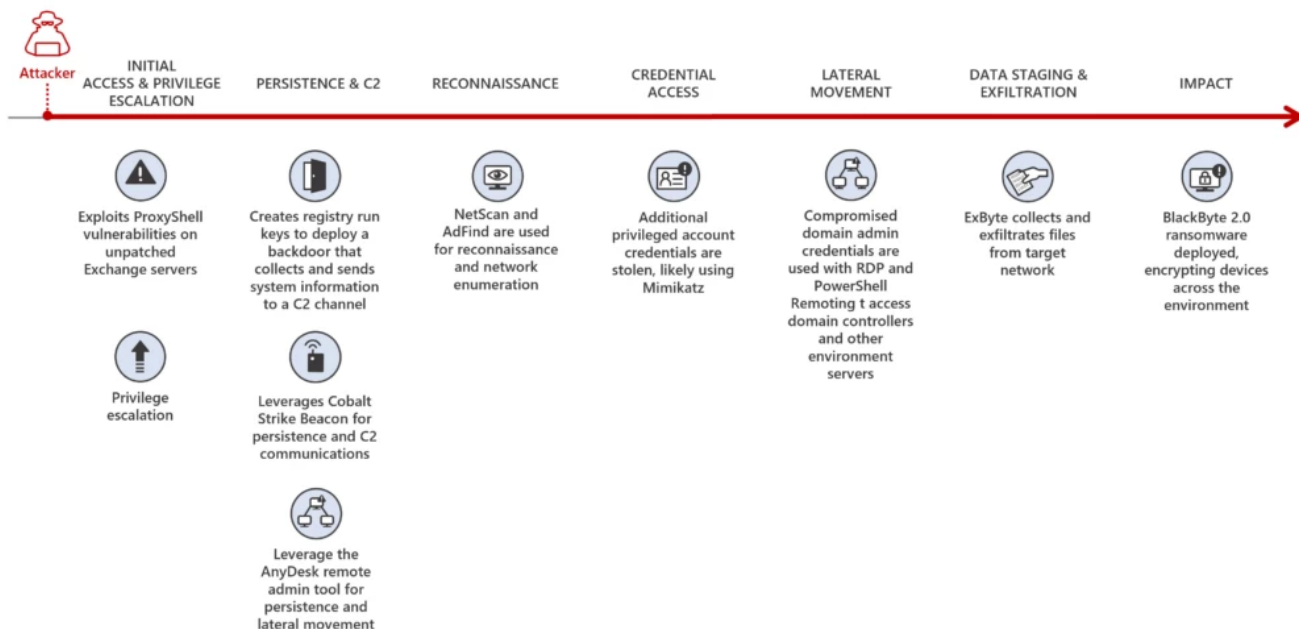 Attacker
INITIAL
ACCESS & PRIVILEGE
ESCALATION
PERSISTENCE & C2
RECONNAISSANCE
CREDENTIAL
ACCESS
LATERAL
MOVEMENT
DATA STAGING &
EXFILTRATION
IMPACT
Exploits ProxyShell
vulnerabilities on
unpatched
Exchange servers
Privilege
escalation
Creates registry run
keys to deploy a
backdoor that
collects and sends
system information
to a C2 channel
Leverages Cobalt
Strike Beacon for
persistence and C2
communications
Leverage the
AnyDesk remote
admin tool for
persistence and
lateral movement
NetScan and
AdFind are used
for reconnaissance
and network
enumeration
Additional
privileged account
credentials are
stolen, likely using
Mimikatz
Compromised
domain admin
credentials are
used with RDP and
PowerShell
Remoting t access
domain controllers
and other
environment
servers
ExByte collects and
exfiltrates files
from target
network
BlackByte 2.0
ransomware
deployed,
encrypting devices
across the
environment